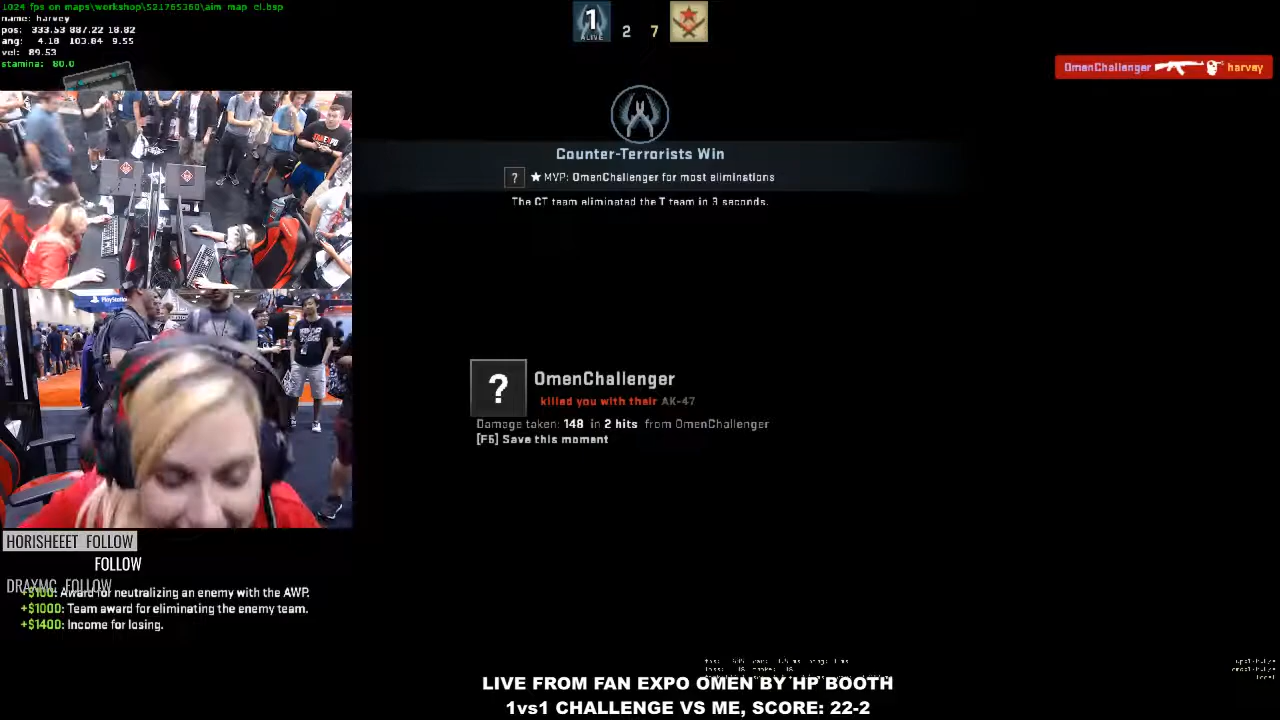 1024 fps on maps\workshop\521765360\aim_map_cl.bsp
name: harvey
pos: 333.53 887.22 18.82
ang: 4.18 103.84 9.55
vel: 89.53
stamina: 80.0
1
ALIVE
2 7
OmenChallenger harvey
Counter-Terrorists Win
? ★ MVP: OmenChallenger for most eliminations
The CT team eliminated the T team in 3 seconds.
PlayStation
? OmenChallenger
killed you with their AK-47
Damage taken: 148 in 2 hits from OmenChallenger
[F6] Save this moment
HORISHEEET FOLLOW
FOLLOW
DRAXMC FOLLOW
+$100: Award for neutralizing an enemy with the AWP.
+$1000: Team award for eliminating the enemy team.
+$1400: Income for losing.
LIVE FROM FAN EXPO OMEN BY HP BOOTH
1vs1 CHALLENGE VS ME, SCORE: 22-2